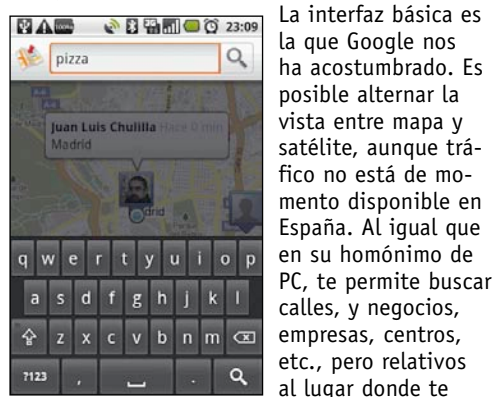 23:09
pizza
Juan Luis Chulilla Hace 0 min
Madrid
drid
q w e r t y u i o p
a s d f g h j k l
z x c v b n m
?123 , .
La interfaz básica es
la que Google nos
ha acostumbrado. Es
posible alternar la
vista entre mapa y
satélite, aunque trá-
fico no está de mo-
mento disponible en
España. Al igual que
en su homónimo de
PC, te permite buscar
calles, y negocios,
empresas, centros,
etc., pero relativos
al lugar donde te